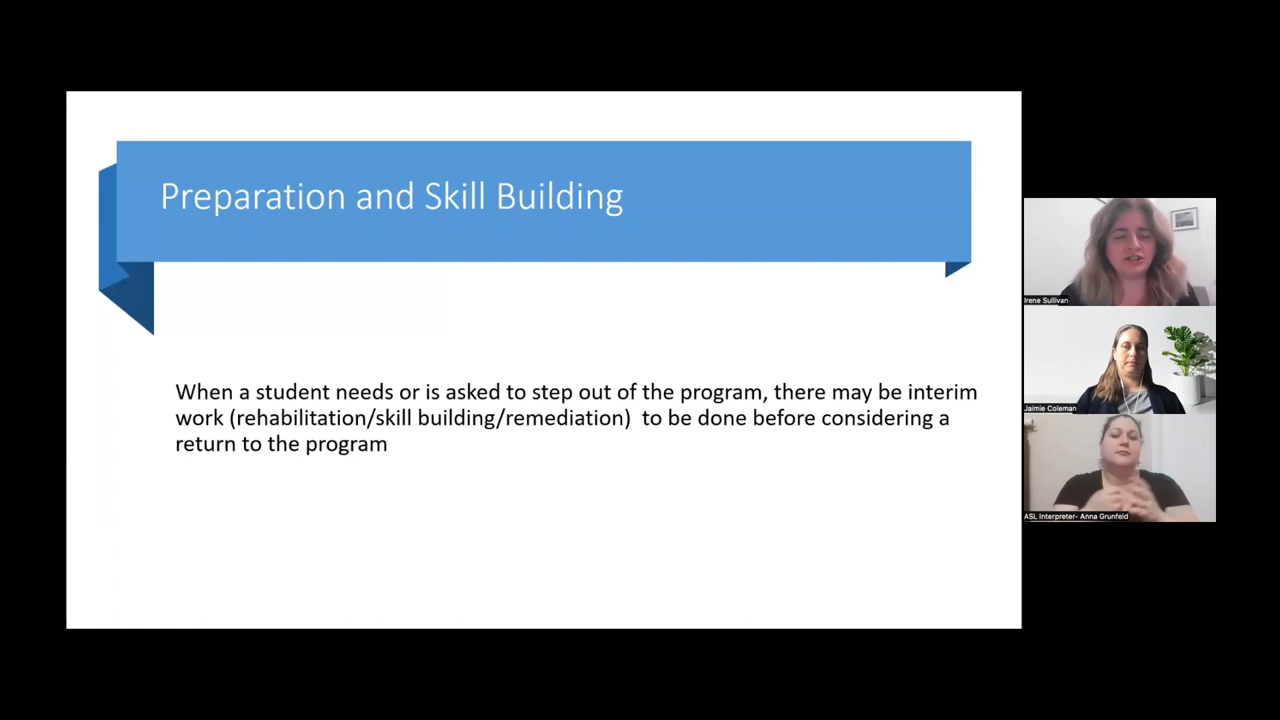 Preparation and Skill Building
When a student needs or is asked to step out of the program, there may be interim
work (rehabilitation/skill building/remediation)  to be done before considering a
return to the program
Irene Sullivan
Jaimie Coleman
ASL Interpreter- Anna Grunfeld